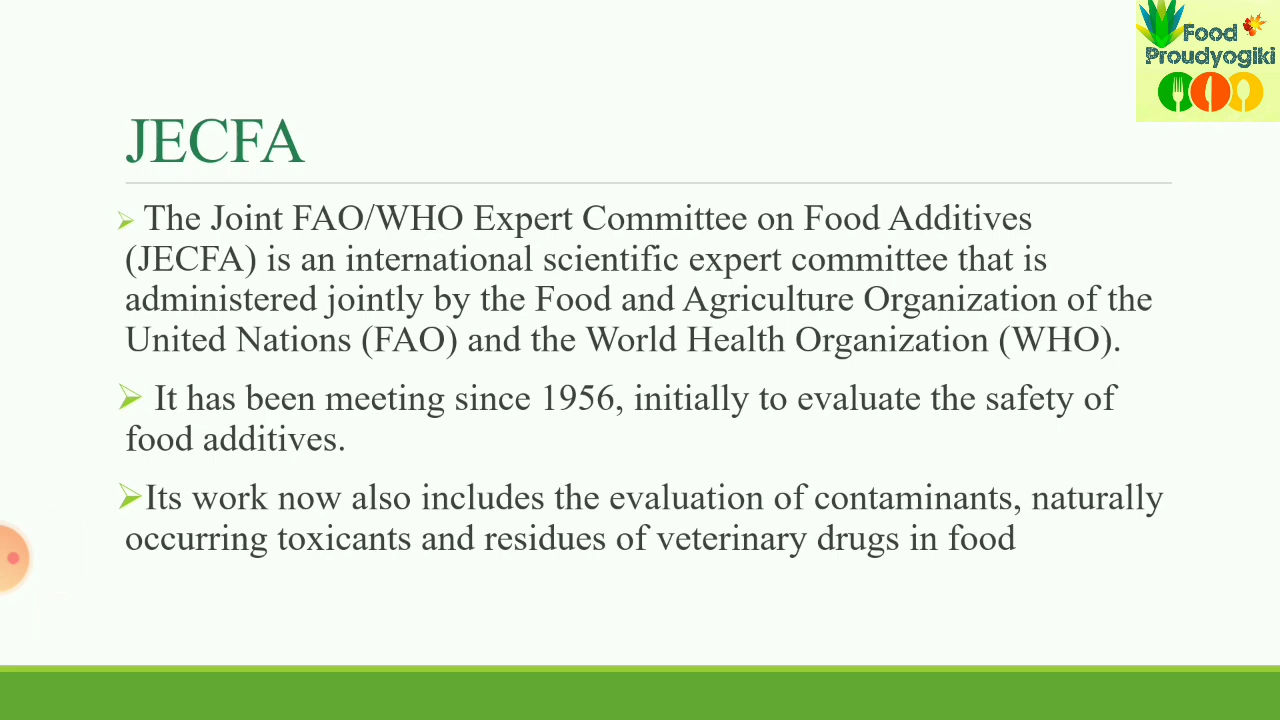 Food
Proudyogiki
JECFA
The Joint FAO/WHO Expert Committee on Food Additives
(JECFA) is an international scientific expert committee that is
administered jointly by the Food and Agriculture Organization of the
United Nations (FAO) and the World Health Organization (WHO).
It has been meeting since 1956, initially to evaluate the safety of
food additives.
Its work now also includes the evaluation of contaminants, naturally
occurring toxicants and residues of veterinary drugs in food